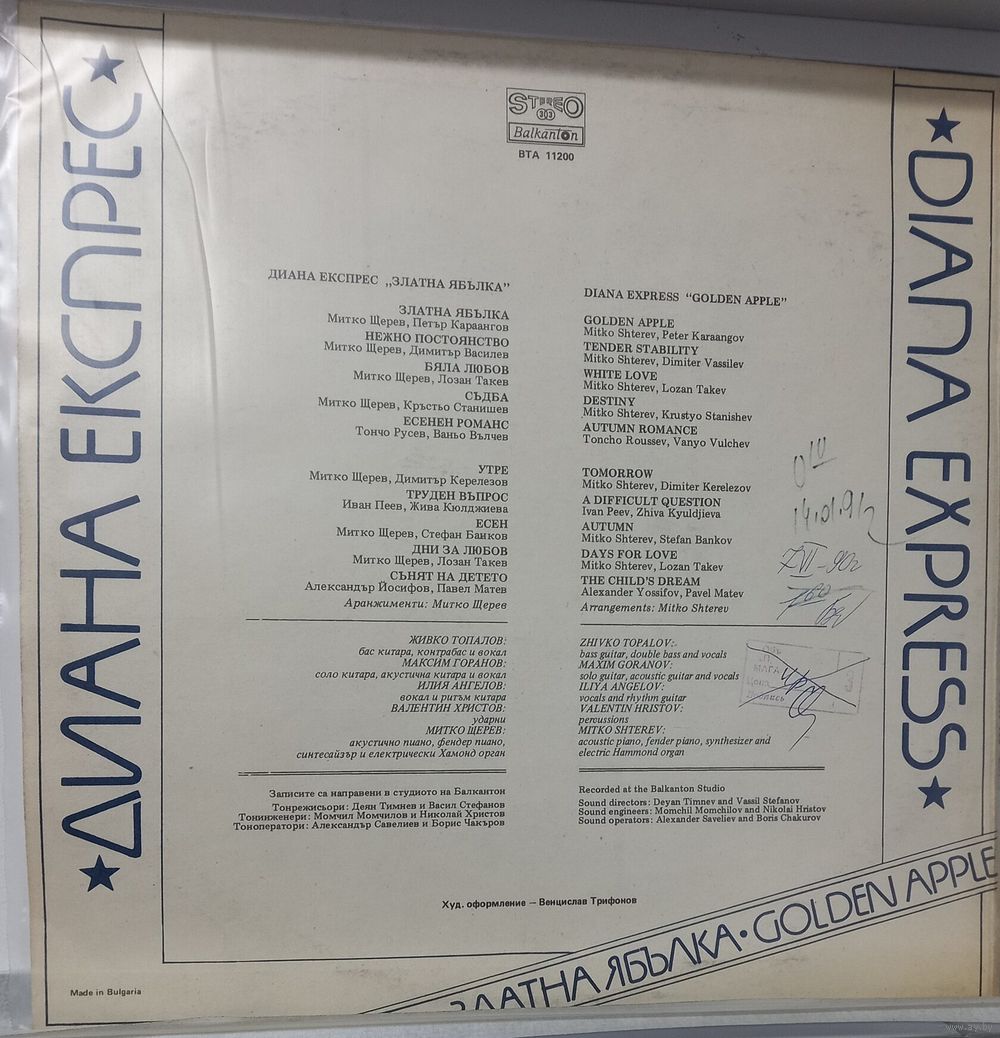 ДИАНА ЕКСПРЕС
STEREO
33
Balkanton
ВТА 11200
ДИАНА ЕКСПРЕС „ЗЛАТНА ЯБЪЛКА”
ЗЛАТНА ЯБЪЛКА
Митко Щерев, Петър Караангов
НЕЖНО ПОСТОЯНСТВО
Митко Щерев, Димитър Василев
БЯЛА ЛЮБОВ
Митко Щерев, Лозан Такев
СЪДБА
Митко Щерев, Кръстьо Станишев
ЕСЕНЕН РОМАНС
Тончо Русев, Ваньо Вълчев
УТРЕ
Митко Щерев, Димитър Керелезов
ТРУДЕН ВЪПРОС
Иван Пеев, Жива Кюлджиева
ЕСЕН
Митко Щерев, Стефан Банков
ДНИ ЗА ЛЮБОВ
Митко Щерев, Лозан Такев
СЪНЯТ НА ДЕТЕТО
Александър Йосифов, Павел Матев
Аранжименти: Митко Щерев
ЖИВКО ТОПАЛОВ:
бас китара, контрабас и вокал
МАКСИМ ГОРАНОВ:
соло китара, акустична китара и вокал
ИЛИЯ АНГЕЛОВ:
вокал и ритъм китара
ВАЛЕНТИН ХРИСТОВ:
ударни
МИТКО ЩЕРЕВ:
акустично пиано, фендер пиано,
синтесайзър и електрически Хамонд орган
Записите са направени в студиото на Балкантон
Тонрежисьори: Деян Тимнев и Васил Стефанов
Тонинженери: Момчил Момчилов и Николай Христов
Тоноператори: Александър Савелиев и Борис Чакъров
DIANA EXPRESS “GOLDEN APPLE”
GOLDEN APPLE
Mitko Shterev, Peter Karaangov
TENDER STABILITY
Mitko Shterev, Dimiter Vassilev
WHITE LOVE
Mitko Shterev, Lozan Takev
DESTINY
Mitko Shterev, Krustyo Stanishev
AUTUMN ROMANCE
Toncho Roussev, Vanyo Vulchev
TOMORROW
Mitko Shterev, Dimiter Kerelezov
A DIFFICULT QUESTION
Ivan Peev, Zhiva Kyuldjieva
AUTUMN
Mitko Shterev, Stefan Bankov
DAYS FOR LOVE
Mitko Shterev, Lozan Takev
THE CHILD'S DREAM
Alexander Yossifov, Pavel Matev
Arrangements: Mitko Shterev
ZHIVKO TOPALOV:
bass guitar, double bass and vocals
MAXIM GORANOV:
solo guitar, acoustic guitar and vocals
ILIYA ANGELOV:
vocals and rhythm guitar
VALENTIN HRISTOV:
percussions
MITKO SHTEREV:
acoustic piano, fender piano, synthesizer and
electric Hammond organ
Recorded at the Balkanton Studio
Sound directors: Deyan Timnev and Vassil Stefanov
Sound engineers: Momchil Momchilov and Nikolai Hristov
Sound operators: Alexander Saveliev and Boris Chakurov
Худ. оформление — Венцислав Трифонов
DIANA EXPRESS
ЗЛАТНА ЯБЪЛКА • GOLDEN APPLE
Made in Bulgaria
www.ay.by